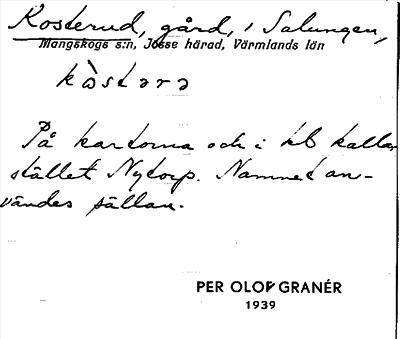 Kosterud, gård, i Salungen,
Mangskogs s:n, Jösse härad, Värmlands län
kὰstərə
På kartorna och i kb kallas
stället Nytorp. Namnet an-
vändes sällan.
PER OLOF GRANÉR
1939